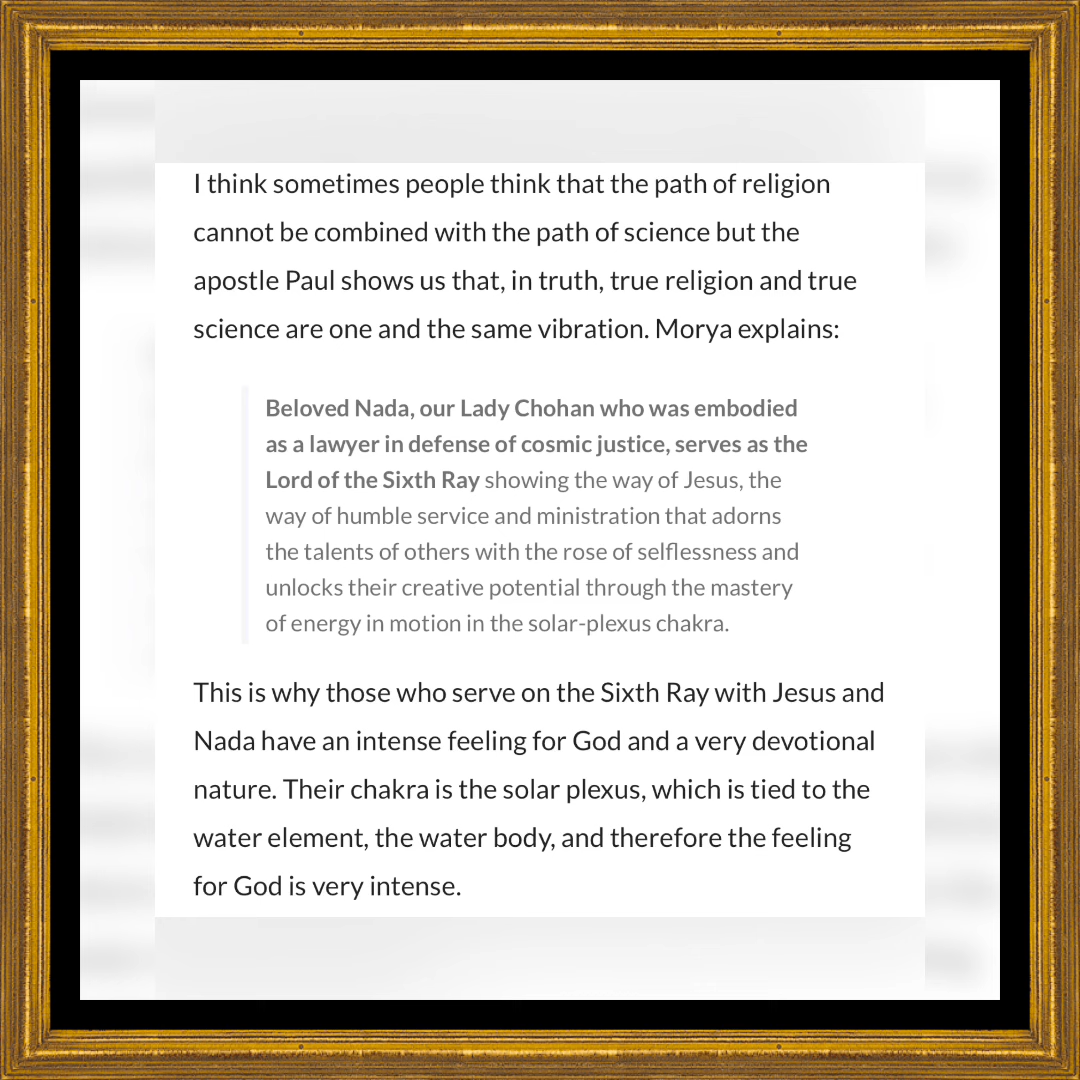 I think sometimes people think that the path of religion
cannot be combined with the path of science but the
apostle Paul shows us that, in truth, true religion and true
science are one and the same vibration. Morya explains:
Beloved Nada, our Lady Chohan who was embodied
as a lawyer in defense of cosmic justice, serves as the
Lord of the Sixth Ray showing the way of Jesus, the
way of humble service and ministration that adorns
the talents of others with the rose of selflessness and
unlocks their creative potential through the mastery
of energy in motion in the solar-plexus chakra.
This is why those who serve on the Sixth Ray with Jesus and
Nada have an intense feeling for God and a very devotional
nature. Their chakra is the solar plexus, which is tied to the
water element, the water body, and therefore the feeling
for God is very intense.